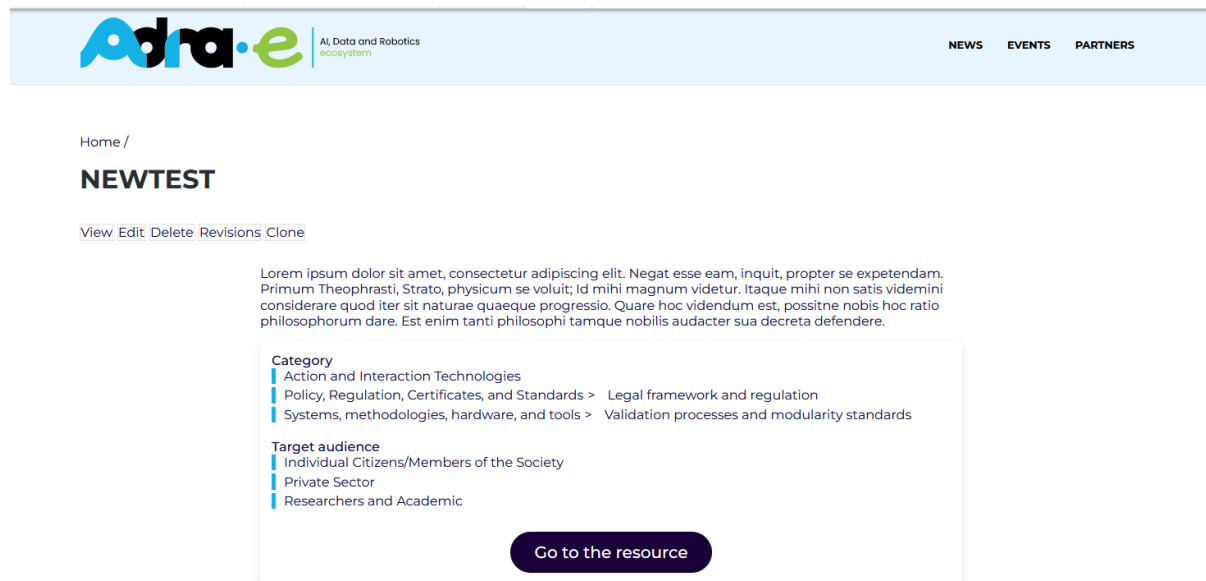 Adra-e
AI, Data and Robotics
ecosystem
NEWS EVENTS PARTNERS
Home /
NEWTEST
View Edit Delete Revisions Clone
Lorem ipsum dolor sit amet, consectetur adipiscing elit. Negat esse eam, inquit, propter se expetendam.
Primum Theophrasti, Strato, physicum se voluit; Id mihi magnum videtur. Itaque mihi non satis videmini
considerare quod iter sit naturae quaeque progressio. Quare hoc videndum est, possitne nobis hoc ratio
philosophorum dare. Est enim tanti philosophi tamque nobilis audacter sua decreta defendere.
Category
Action and Interaction Technologies
Policy, Regulation, Certificates, and Standards > Legal framework and regulation
Systems, methodologies, hardware, and tools > Validation processes and modularity standards
Target audience
Individual Citizens/Members of the Society
Private Sector
Researchers and Academic
Go to the resource